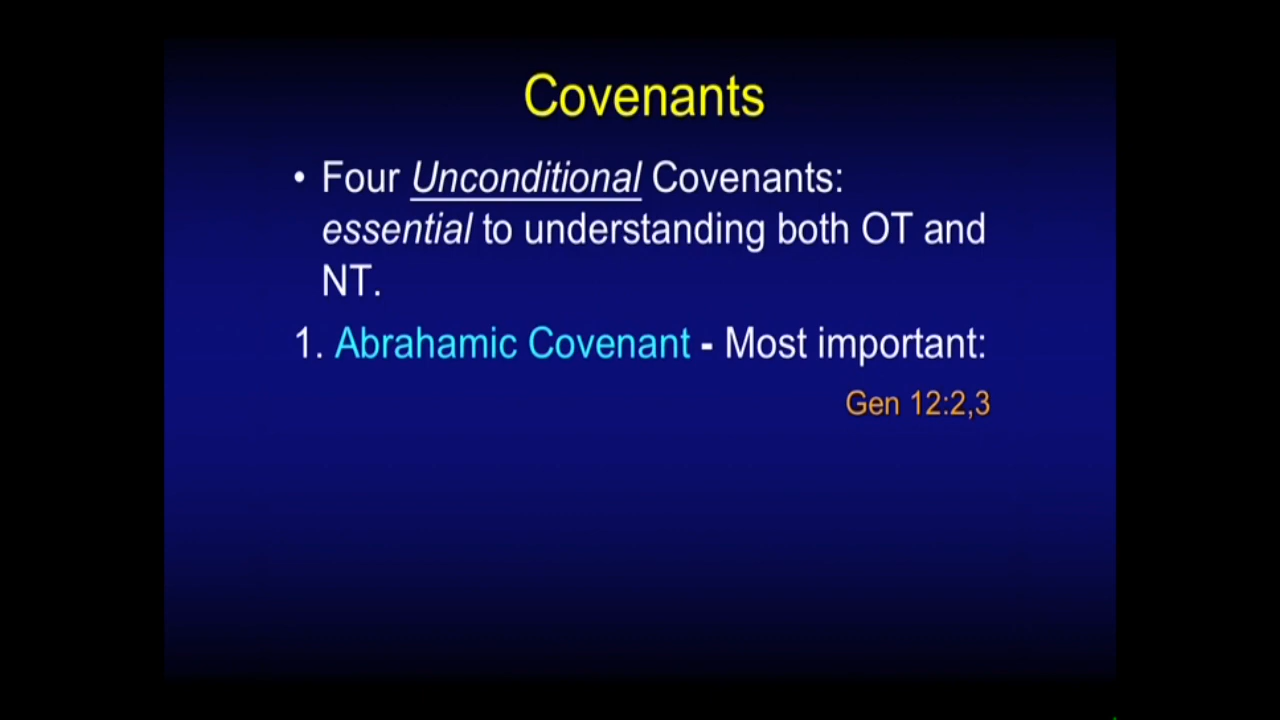 Covenants
• Four Unconditional Covenants:
essential to understanding both OT and
NT.
1. Abrahamic Covenant - Most important:
Gen 12:2,3